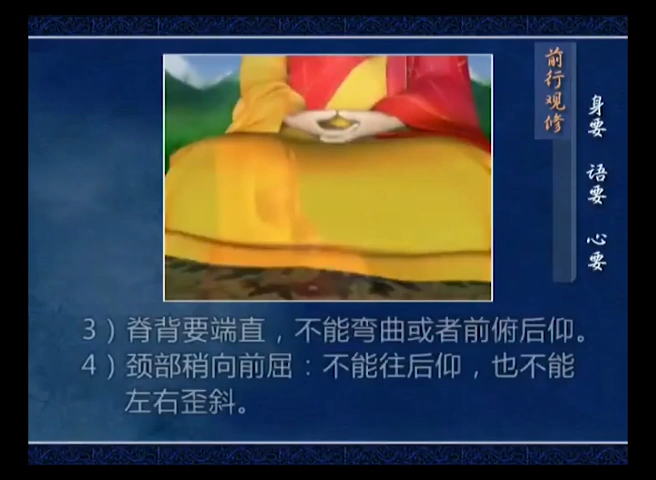 前行观修
身要 语要 心要
3）脊背要端直，不能弯曲或者前俯后仰。
4）颈部稍向前屈：不能往后仰，也不能
左右歪斜。